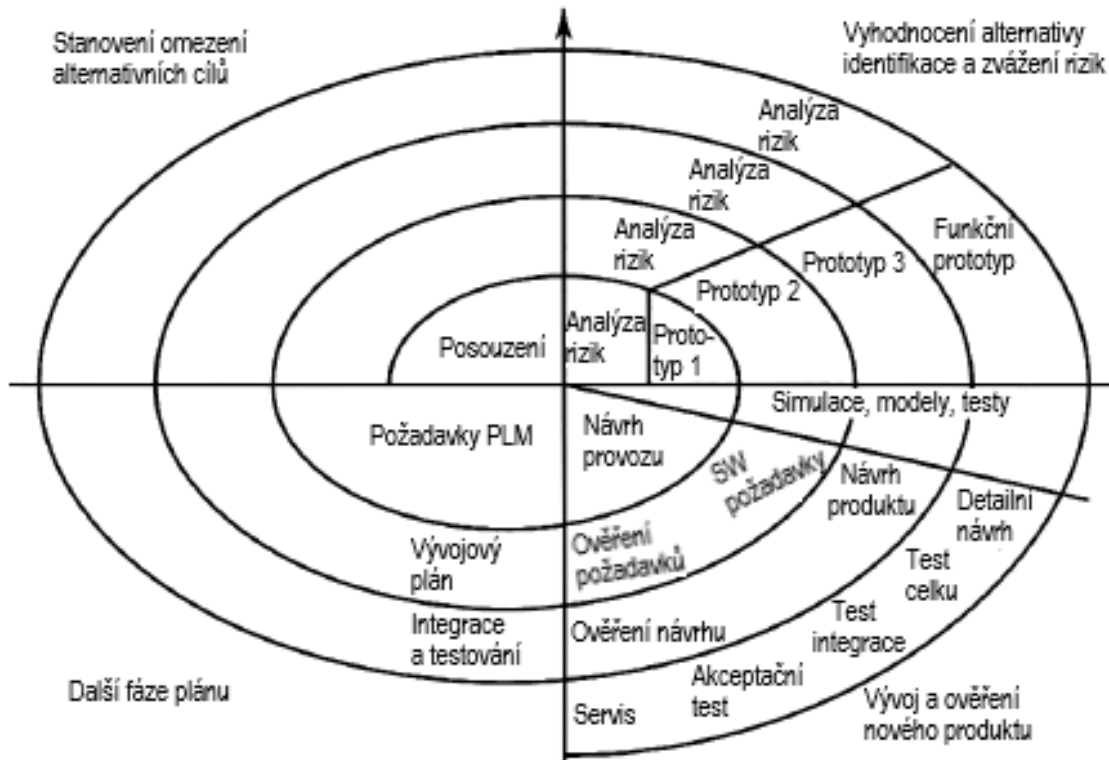 Stanovení omezení
alternativních cílů
Vyhodnocení alternativy
identifikace a zvážení rizik
Analýza
rizik
Analýza
rizik
Analýza
rizik
Funkční
prototyp
Prototyp 3
Prototyp 2
Posouzení
Analýza
rizik
Proto-
typ 1
Simulace, modely, testy
Požadavky PLM
Návrh
provozu
SW
požadavky
Návrh
produktu
Detailní
návrh
Vývojový
plán
Ověření
požadavků
Test
celku
Integrace
a testování
Ověření návrhu
Test
integrace
Další fáze plánu
Servis
Akceptační
test
Vývoj a ověření
nového produktu